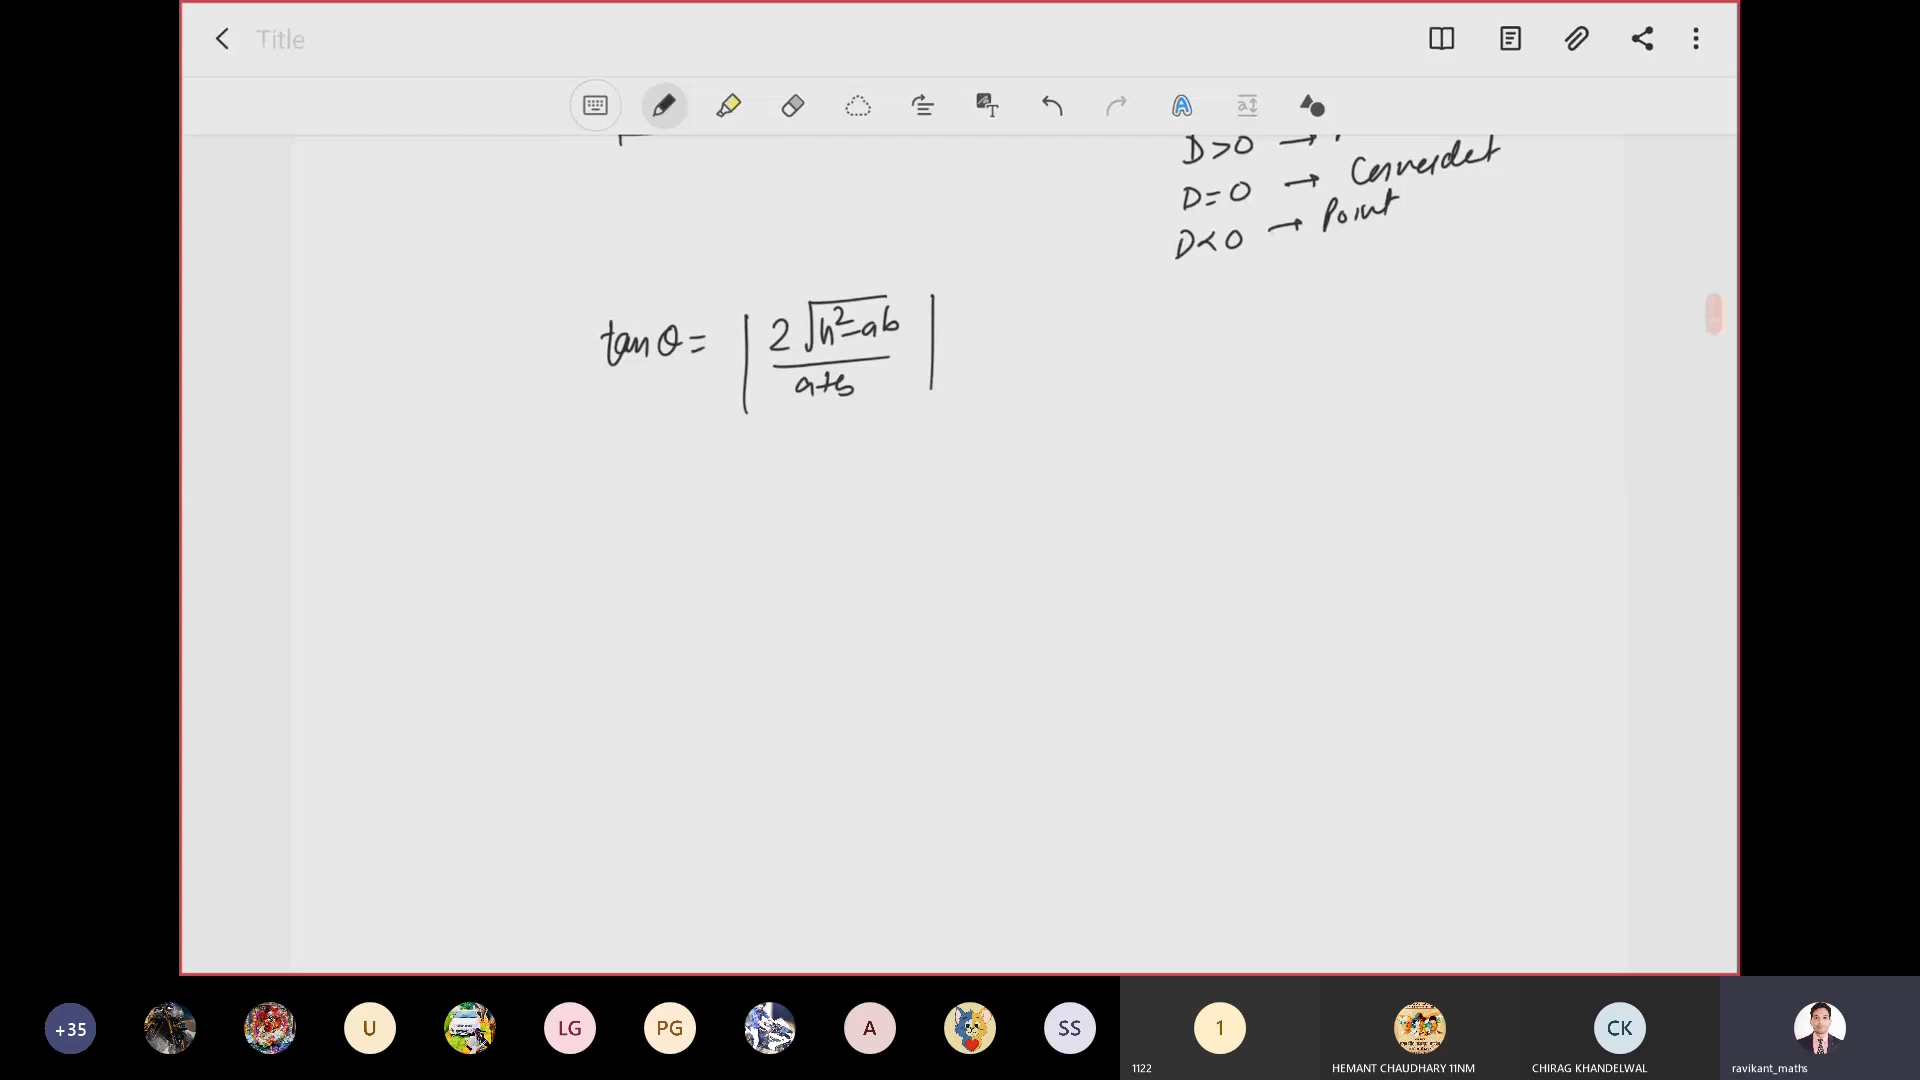 Title
D>0 →
D=0 →
D<0 → Point
tan θ = | 2√h²-ab / a+b |
+35
U
LG
PG
A
SS
1
CK
1122
HEMANT CHAUDHARY 11NM
CHIRAG KHANDELWAL
ravikant_maths